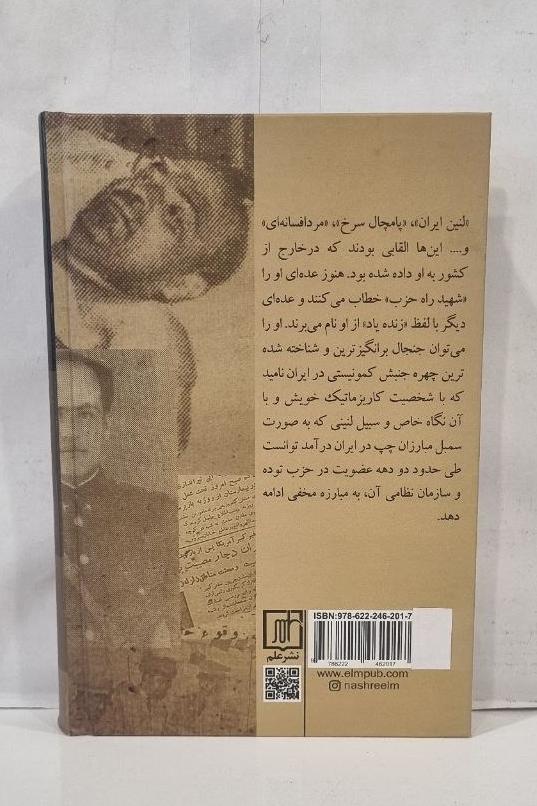 «لنین ایران»، «پامچال سرخ»، «مردافسانه‌ای»
و.... این‌ها القابی بودند که درخارج از
کشور به او داده شده بود. هنوز عده‌ای او را
«شهید راه حزب» خطاب می‌کنند و عده‌ای
دیگر با لفظ «زنده یاد» از او نام می‌برند. او را
می‌توان جنجال برانگیزترین و شناخته شده
ترین چهره جنبش کمونیستی در ایران نامید
که با شخصیت کاریزماتیک خویش و با
آن نگاه خاص و سبیل لنینی که به صورت
سمبل مبارزان چپ در ایران درآمد توانست
طی حدود دو دهه عضویت در حزب توده
و سازمان نظامی آن، به مبارزه مخفی ادامه
دهد.
ISBN:978-622-246-201-7
نشرعلم
www.elmpub.com
nashreelm